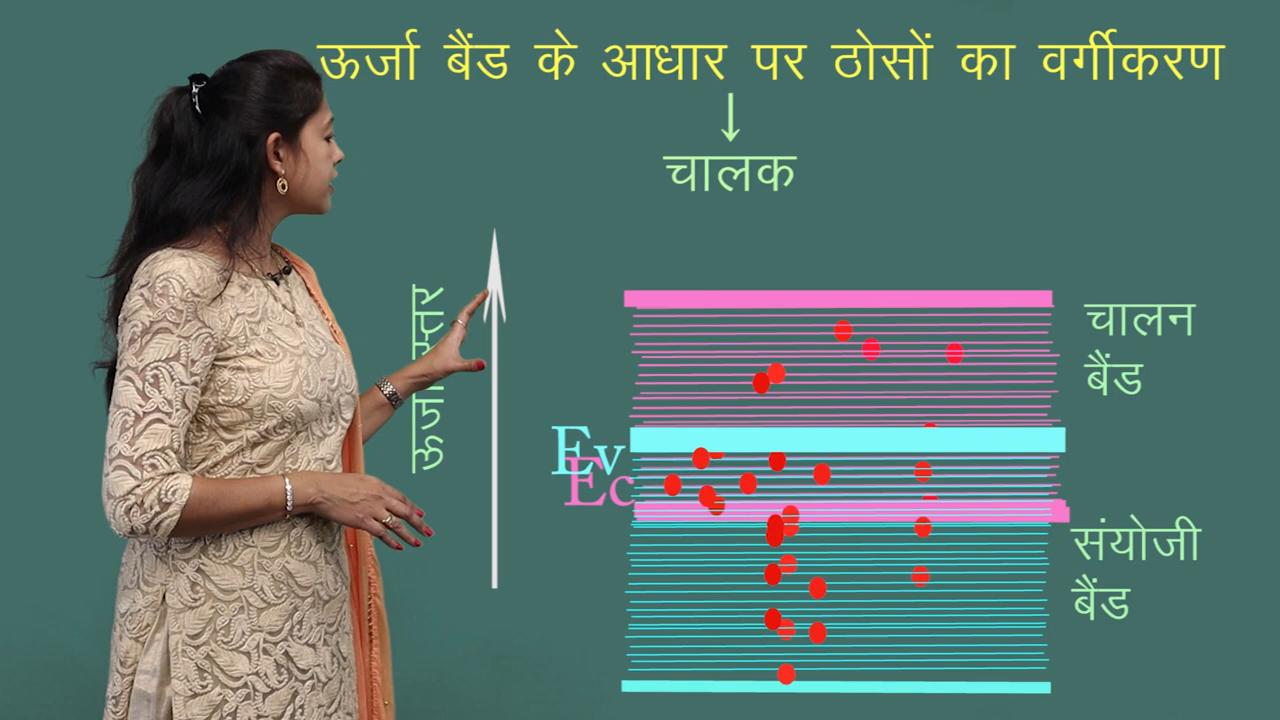 ऊर्जा बैंड के आधार पर ठोसों का वर्गीकरण
↓
चालक
चालन
बैंड
Ev
Ec
संयोजी
बैंड